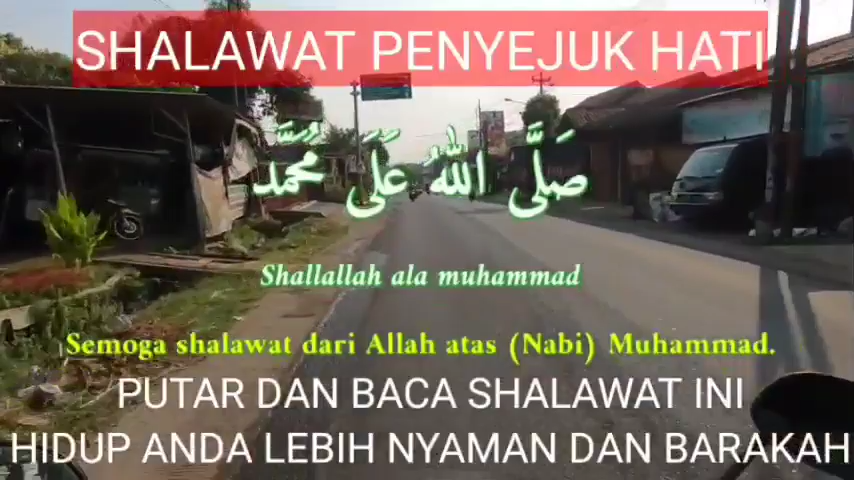 SHALAWAT PENYEJUK HATI
صَلَّى اللّٰهُ عَلَى مُحَمَّد
Shallallah ala muhammad
Semoga shalawat dari Allah atas (Nabi) Muhammad.
PUTAR DAN BACA SHALAWAT INI
HIDUP ANDA LEBIH NYAMAN DAN BARAKAH